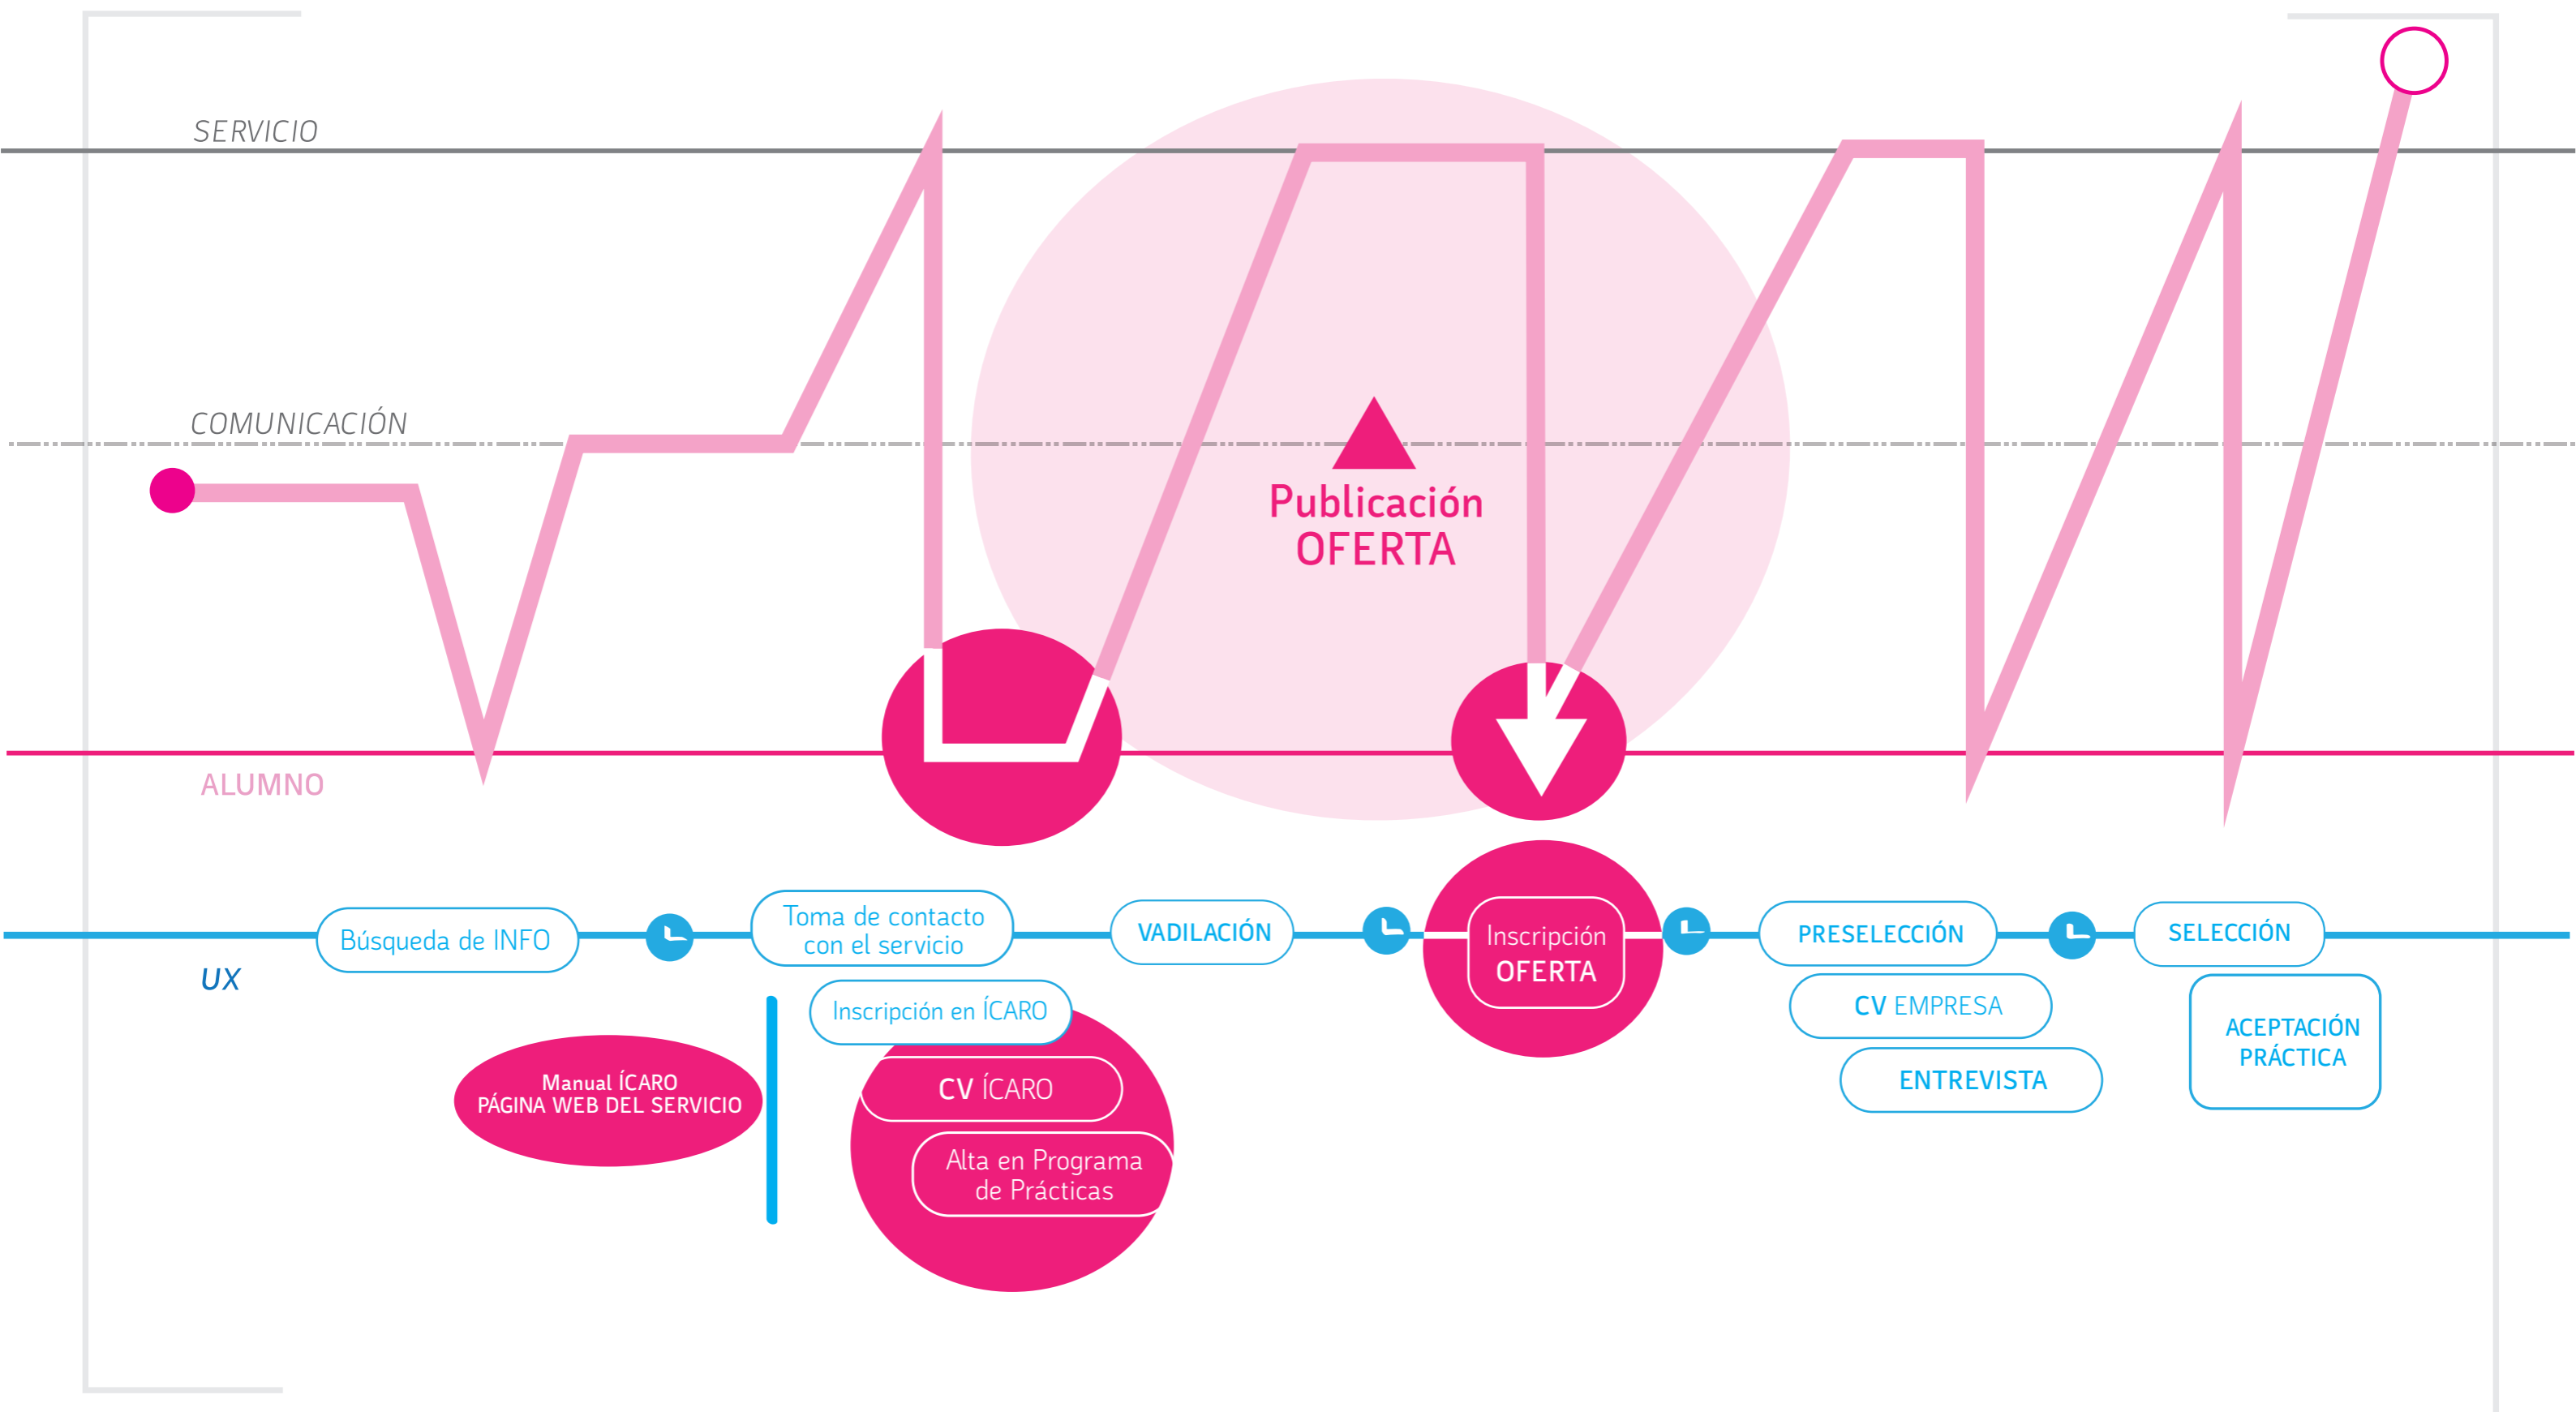 SERVICIO
COMUNICACIÓN
Publicación
OFERTA
ALUMNO
UX
Búsqueda de INFO
Toma de contacto
con el servicio
Inscripción en ÍCARO
Manual ÍCARO
PÁGINA WEB DEL SERVICIO
CV ÍCARO
Alta en Programa
de Prácticas
VADILACIÓN
Inscripción
OFERTA
PRESELECCIÓN
CV EMPRESA
ENTREVISTA
SELECCIÓN
ACEPTACIÓN
PRÁCTICA